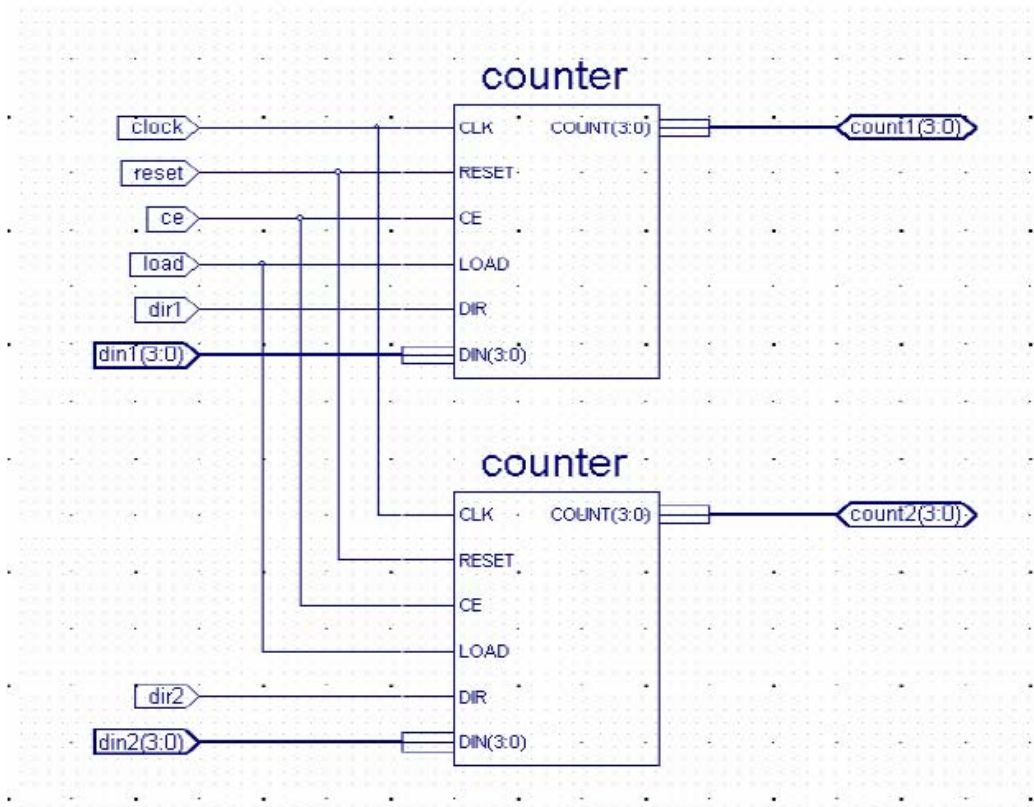 counter
clock CLK COUNT(3:0) count1(3:0)
reset RESET
ce CE
load LOAD
dir1 DIR
din1(3:0) DIN(3:0)
counter
CLK COUNT(3:0) count2(3:0)
RESET
CE
LOAD
dir2 DIR
din2(3:0) DIN(3:0)